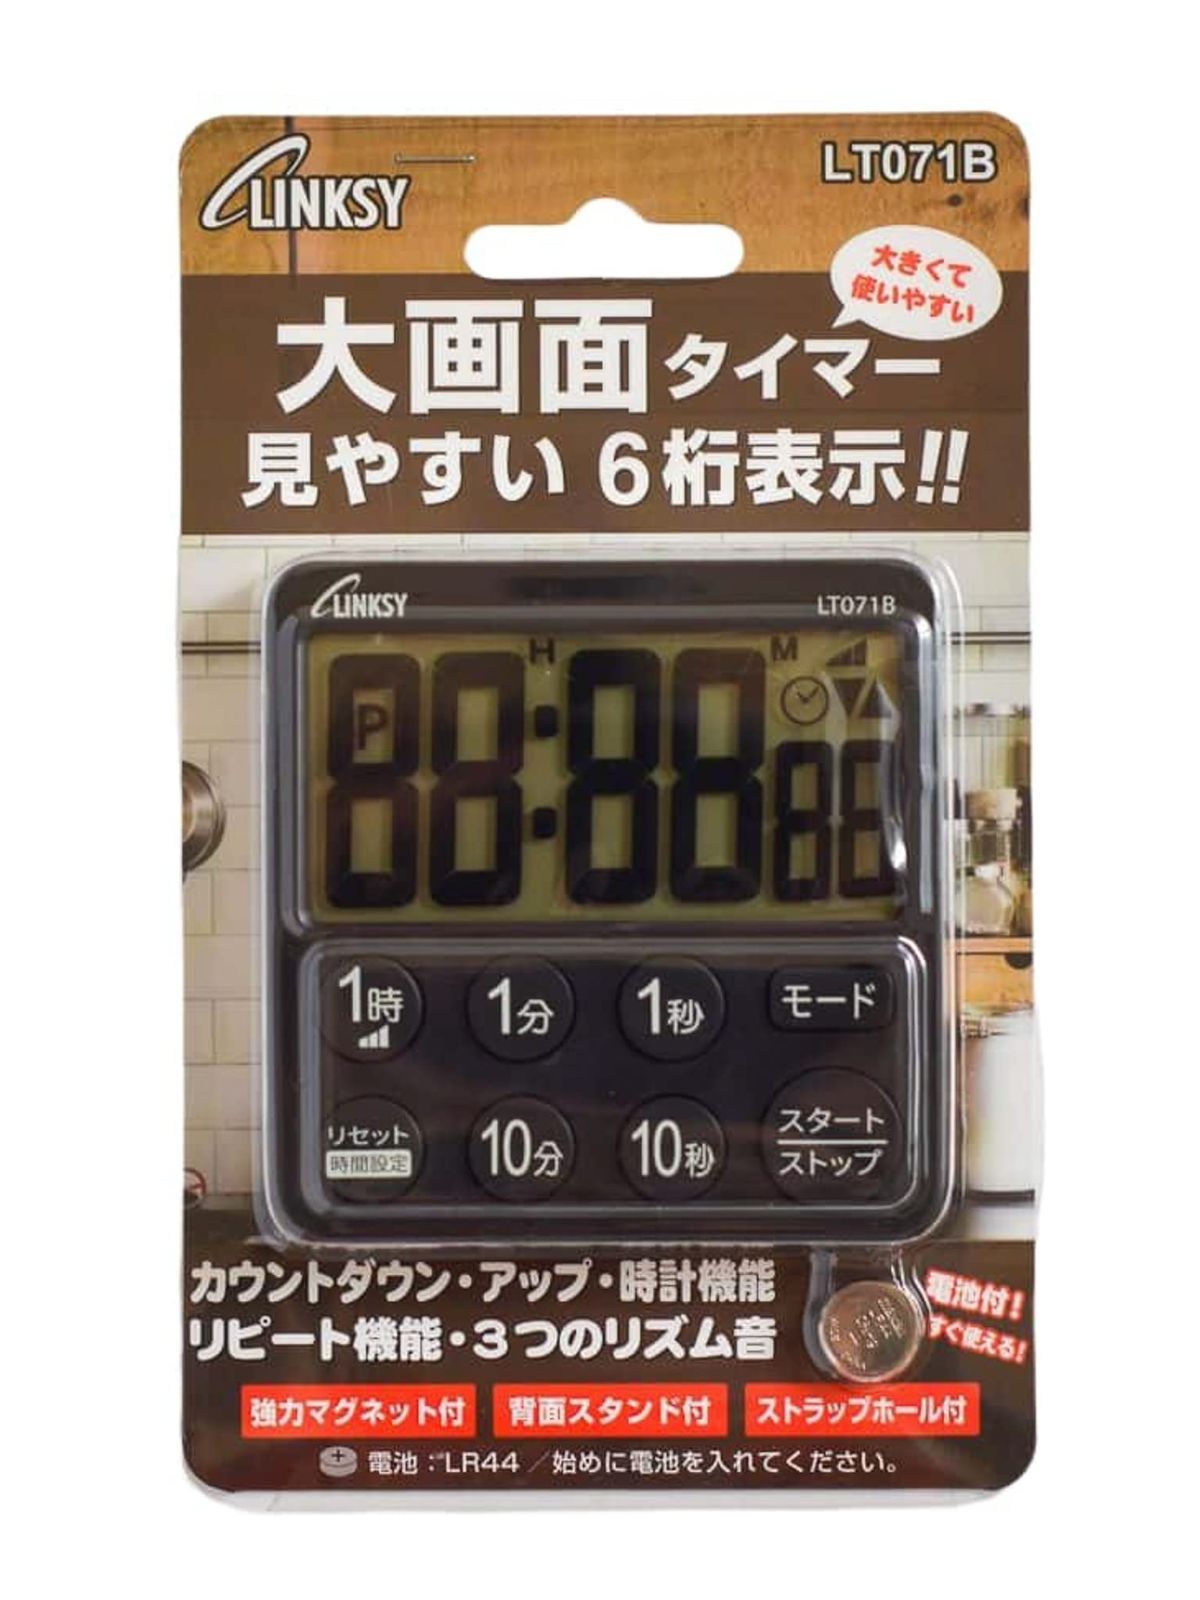 LINKSY
LT071B
大きくて
使いやすい
大画面タイマー
見やすい6桁表示!!
LINKSY
LT071B
H M
P
88:88 88
1時 1分 1秒 モード
リセット
時間設定
10分 10秒
スタート
ストップ
カウントダウン・アップ・時計機能
リピート機能・3つのリズム音
電池付!
すぐ使える!
強力マグネット付 背面スタンド付 ストラップホール付
電池:LR44 /始めに電池を入れてください。